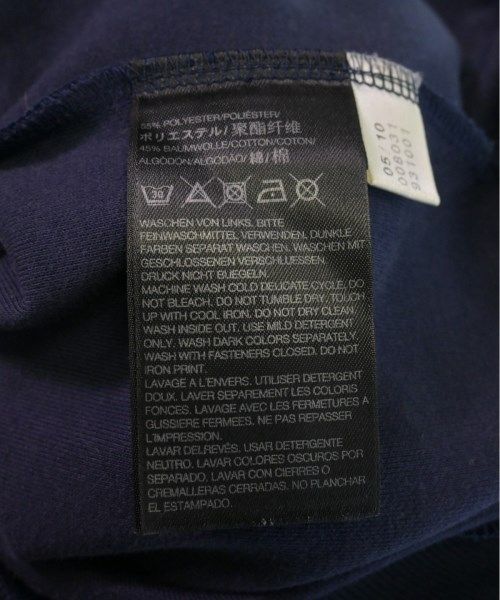 55% POLYESTER/POLIÉSTER/
ポリエステル/聚酯纤维
45% BAUMWOLLE/COTTON/COTON/
ALGODÓN/ALGODÃO/綿/棉
30
WASCHEN VON LINKS. BITTE
FEINWASCHMITTEL VERWENDEN. DUNKLE
FARBEN SEPARAT WASCHEN. WASCHEN MIT
GESCHLOSSENEN VERSCHLÜSSEN
DRUCK NICHT BUEGELN.
MACHINE WASH COLD DELICATE CYCLE. DO
NOT BLEACH. DO NOT TUMBLE DRY. TOUCH
UP WITH COOL IRON. DO NOT DRY CLEAN.
WASH INSIDE OUT. USE MILD DETERGENT
ONLY. WASH DARK COLORS SEPARATELY.
WASH WITH FASTENERS CLOSED. DO NOT
IRON PRINT.
LAVAGE A L'ENVERS. UTILISER DETERGENT
DOUX. LAVER SEPAREMENT LES COLORIS
FONCES. LAVAGE AVEC LES FERMETURES A
GLISSIERE FERMEES. NE PAS REPASSER
L'IMPRESSION.
LAVAR DEL REVÉS. USAR DETERGENTE
NEUTRO. LAVAR COLORES OSCUROS POR
SEPARADO. LAVAR CON CIERRES O
CREMALLERAS CERRADAS. NO PLANCHAR
EL ESTAMPADO.
05/10
008031
931001